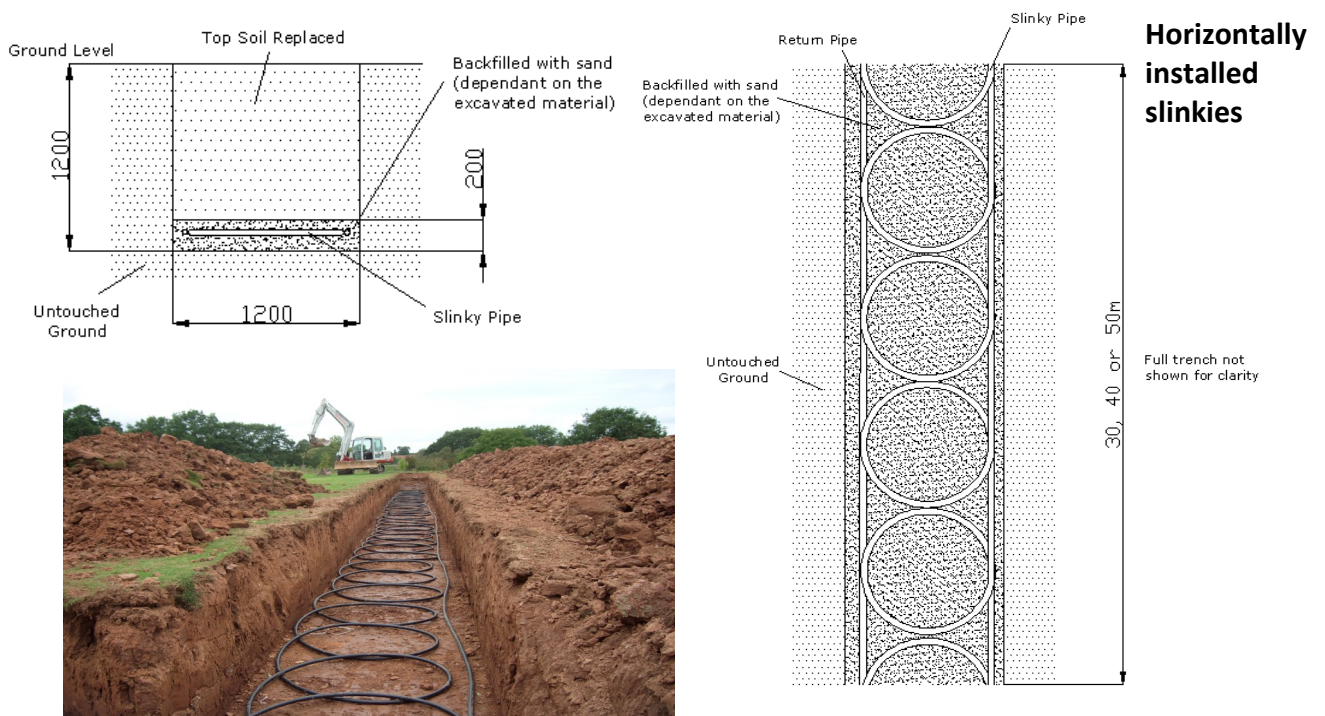 Ground Level
Top Soil Replaced
Backfilled with sand
(dependant on the
excavated material)
1200
200
Untouched
Ground
1200
Slinky Pipe
Slinky Pipe
Return Pipe
Backfilled with sand
(dependant on the
excavated material)
Untouched
Ground
30, 40 or 50m
Full trench not
shown for clarity
Horizontally
installed
slinkies